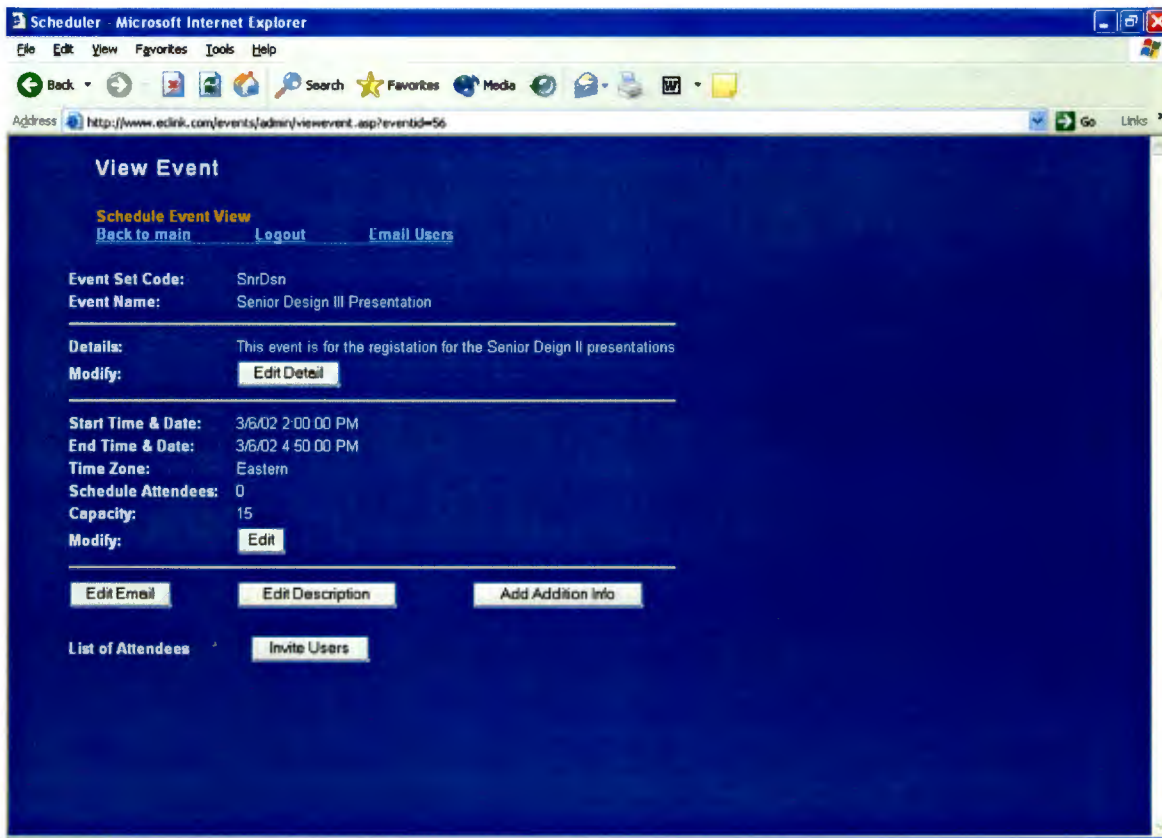 Scheduler - Microsoft Internet Explorer
File Edit View Favorites Tools Help
Back Search Favorites Media W
Address http://www.eclink.com/events/admin/viewevent.asp?eventid=56 Go Links »
View Event
Schedule Event View
Back to main Logout Email Users
Event Set Code: SnrDsn
Event Name: Senior Design III Presentation
Details: This event is for the registation for the Senior Deign II presentations
Modify: Edit Detail
Start Time & Date: 3/6/02 2:00 00 PM
End Time & Date: 3/6/02 4 50 00 PM
Time Zone: Eastern
Schedule Attendees: 0
Capacity: 15
Modify: Edit
Edit Email Edit Description Add Addition Info
List of Attendees Invite Users